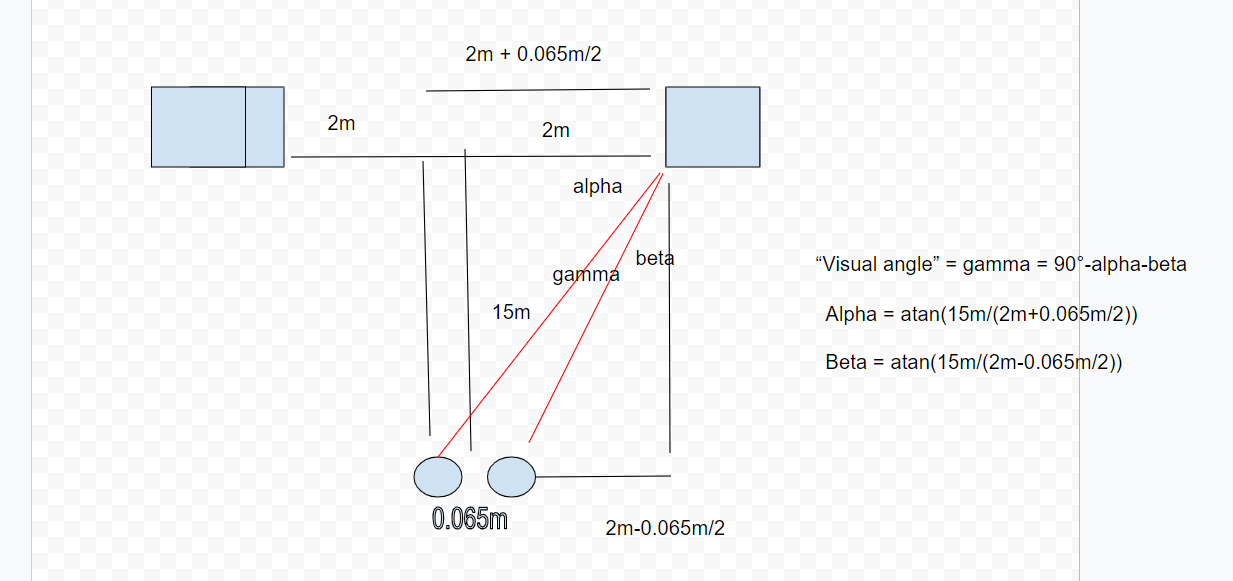 2m + 0.065m/2
2m
2m
alpha
beta
gamma
15m
0.065m
2m-0.065m/2
“Visual angle” = gamma = 90°-alpha-beta
Alpha = atan(15m/(2m+0.065m/2))
Beta = atan(15m/(2m-0.065m/2))